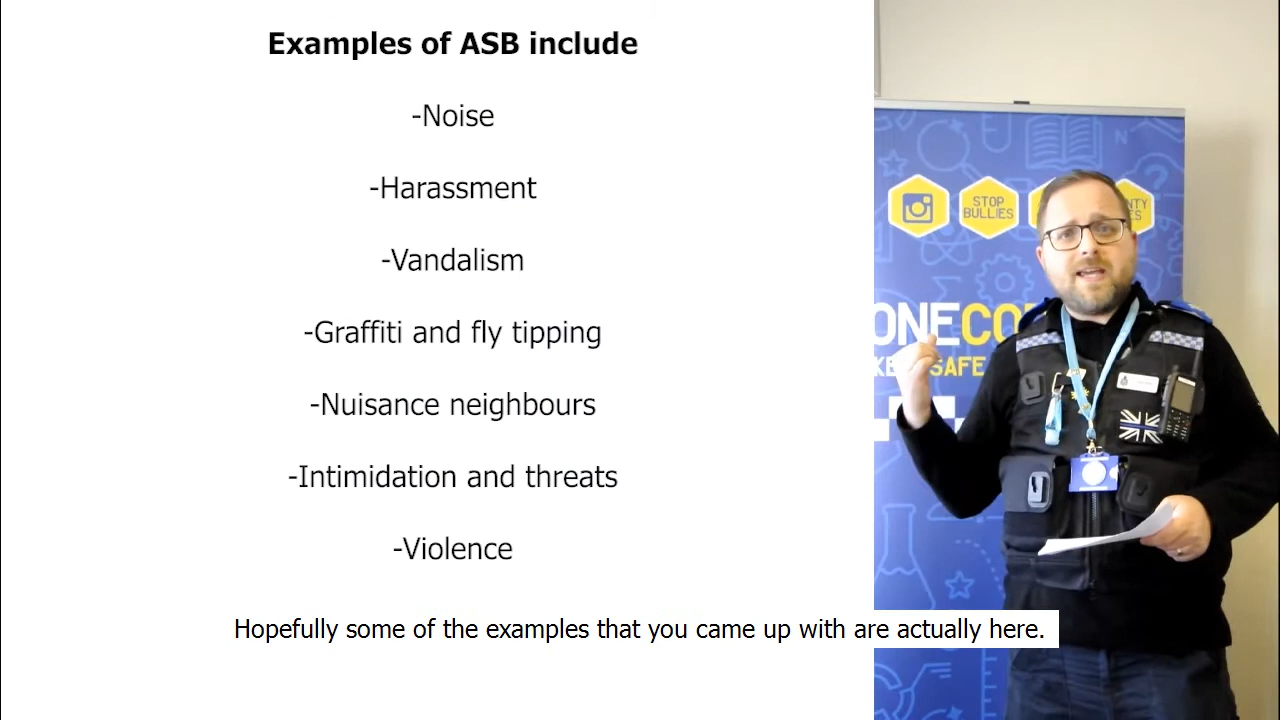 Examples of ASB include
-Noise
-Harassment
-Vandalism
-Graffiti and fly tipping
-Nuisance neighbours
-Intimidation and threats
-Violence
STOP
BULLIES
ONE
SAFE
Hopefully some of the examples that you came up with are actually here.